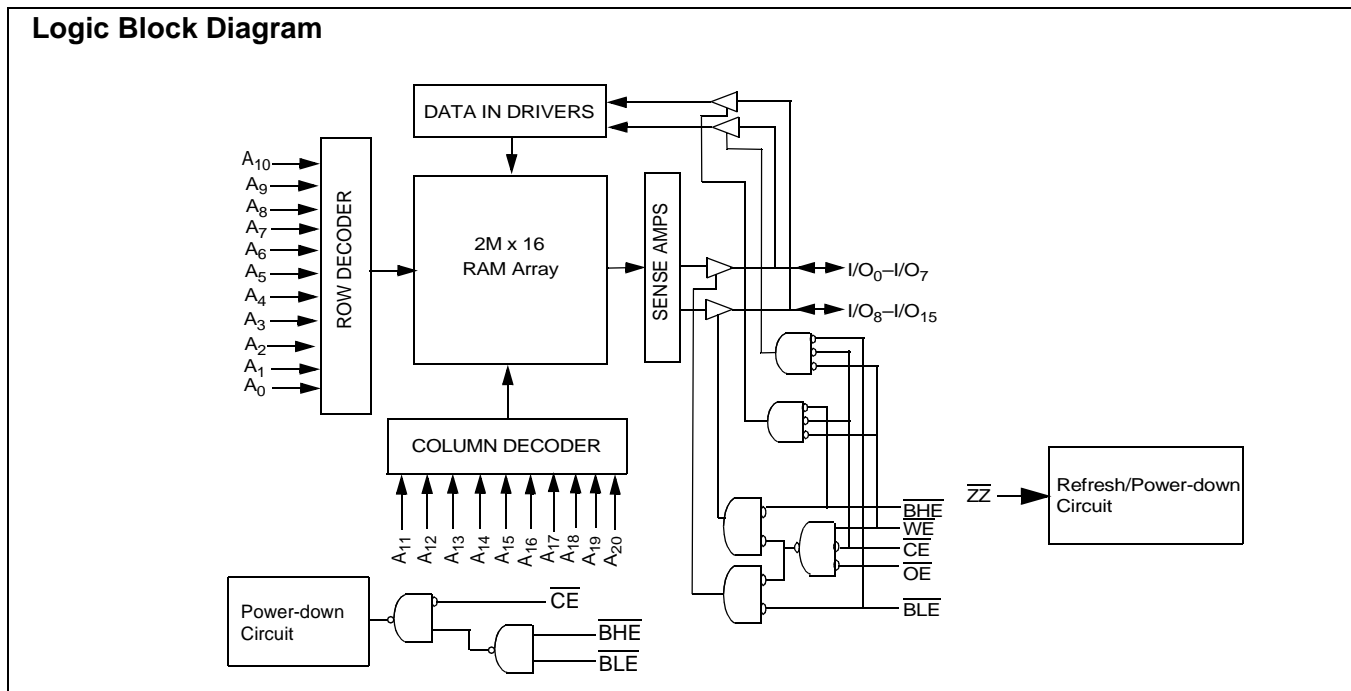 Logic Block Diagram
DATA IN DRIVERS
A10
A9
A8
A7
A6
A5
A4
A3
A2
A1
A0
ROW DECODER
2M x 16
RAM Array
SENSE AMPS
I/O0–I/O7
I/O8–I/O15
COLUMN DECODER
A11
A12
A13
A14
A15
A16
A17
A18
A19
A20
BHE
WE
CE
OE
BLE
ZZ
Refresh/Power-down
Circuit
Power-down
Circuit
CE
BHE
BLE